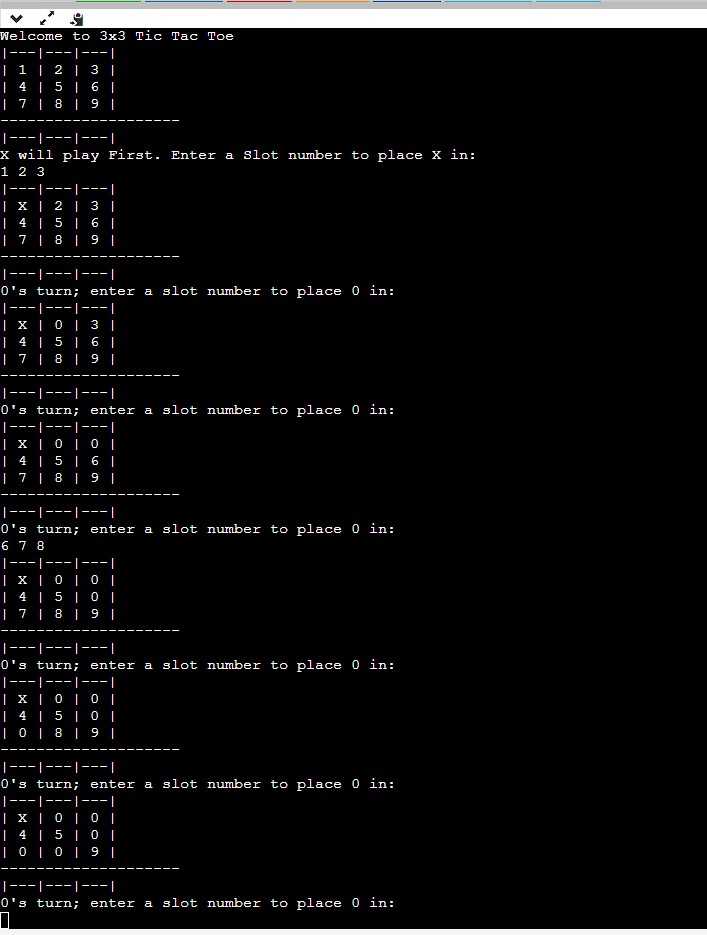 Welcome to 3x3 Tic Tac Toe
|---|---|---|
| 1 | 2 | 3 |
| 4 | 5 | 6 |
| 7 | 8 | 9 |
--------------------
|---|---|---|
X will play First. Enter a Slot number to place X in:
1 2 3
|---|---|---|
| X | 2 | 3 |
| 4 | 5 | 6 |
| 7 | 8 | 9 |
--------------------
|---|---|---|
0's turn; enter a slot number to place 0 in:
|---|---|---|
| X | 0 | 3 |
| 4 | 5 | 6 |
| 7 | 8 | 9 |
--------------------
|---|---|---|
0's turn; enter a slot number to place 0 in:
|---|---|---|
| X | 0 | 0 |
| 4 | 5 | 6 |
| 7 | 8 | 9 |
--------------------
|---|---|---|
0's turn; enter a slot number to place 0 in:
6 7 8
|---|---|---|
| X | 0 | 0 |
| 4 | 5 | 0 |
| 7 | 8 | 9 |
--------------------
|---|---|---|
0's turn; enter a slot number to place 0 in:
|---|---|---|
| X | 0 | 0 |
| 4 | 5 | 0 |
| 0 | 8 | 9 |
--------------------
|---|---|---|
0's turn; enter a slot number to place 0 in:
|---|---|---|
| X | 0 | 0 |
| 4 | 5 | 0 |
| 0 | 0 | 9 |
--------------------
|---|---|---|
0's turn; enter a slot number to place 0 in: